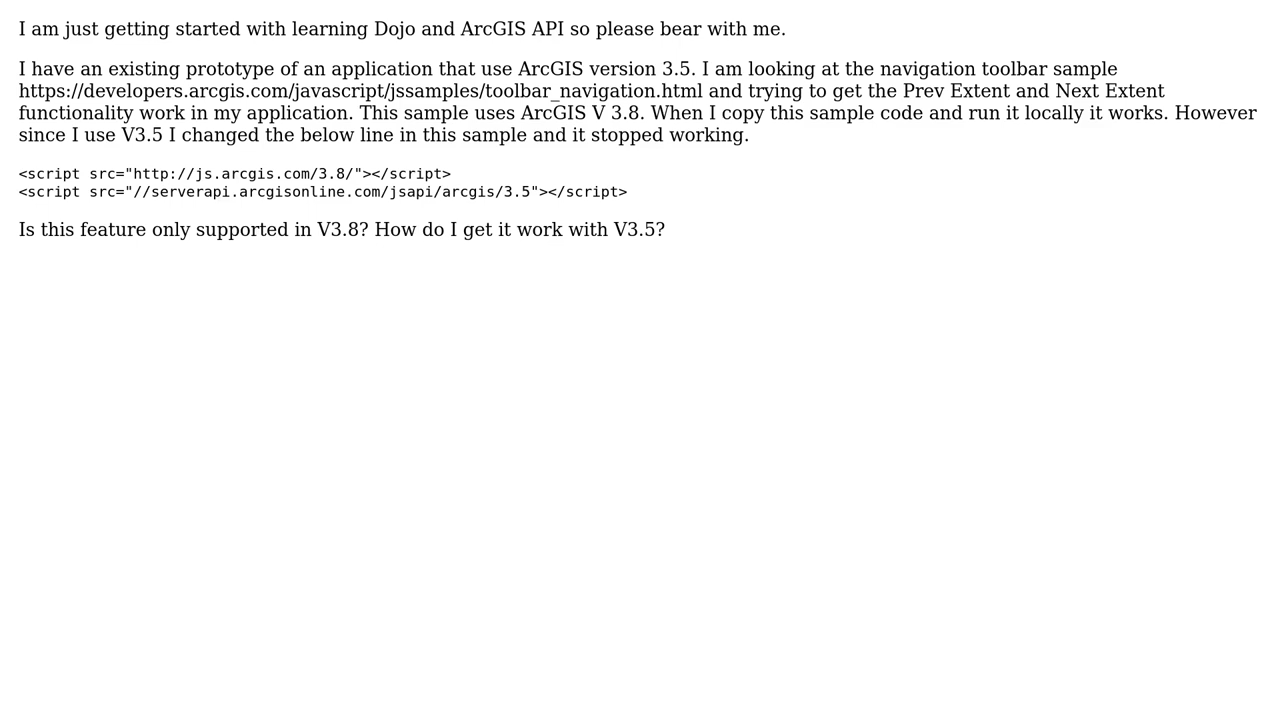 I am just getting started with learning Dojo and ArcGIS API so please bear with me.
I have an existing prototype of an application that use ArcGIS version 3.5. I am looking at the navigation toolbar sample
https://developers.arcgis.com/javascript/jssamples/toolbar_navigation.html and trying to get the Prev Extent and Next Extent
functionality work in my application. This sample uses ArcGIS V 3.8. When I copy this sample code and run it locally it works. However
since I use V3.5 I changed the below line in this sample and it stopped working.
<script src="http://js.arcgis.com/3.8/"></script>
<script src="//serverapi.arcgisonline.com/jsapi/arcgis/3.5"></script>
Is this feature only supported in V3.8? How do I get it work with V3.5?